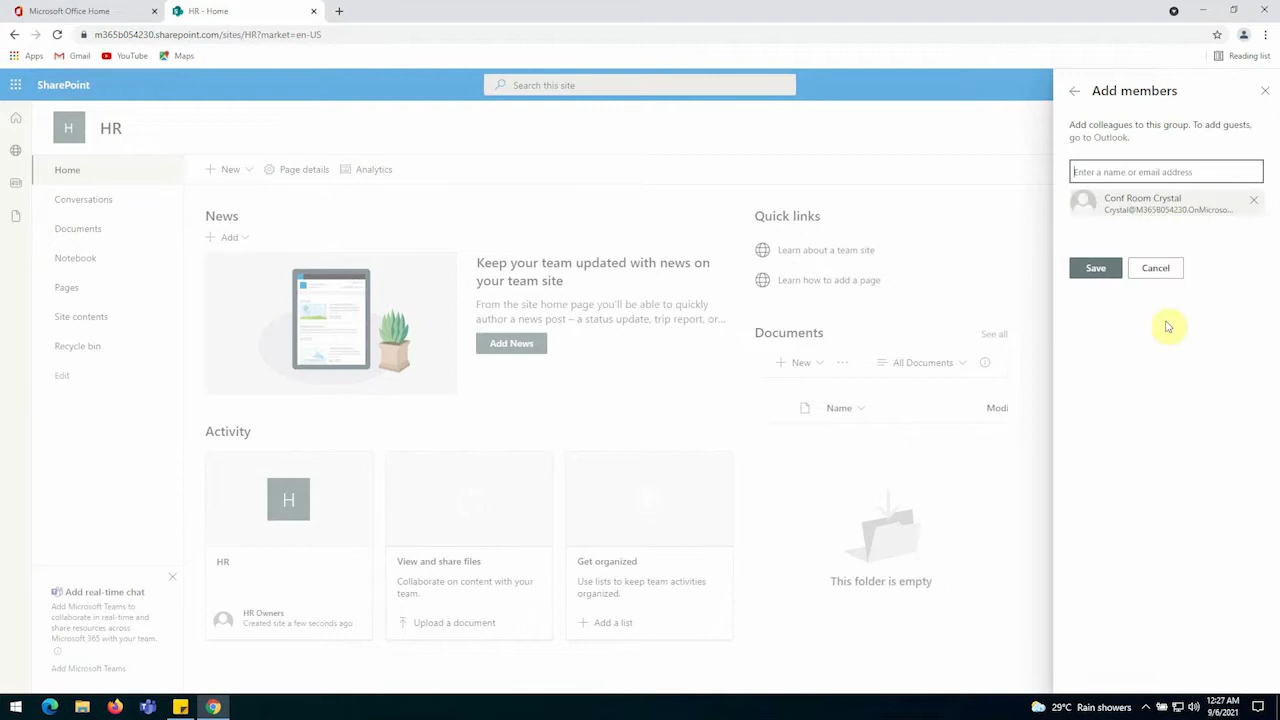 Microsoft Office Home
HR - Home
m365b054230.sharepoint.com/sites/HR?market=en-US
Apps
Gmail
YouTube
Maps
Reading list
SharePoint
Search this site
H
HR
Home
Conversations
Documents
Notebook
Pages
Site contents
Recycle bin
Edit
New
Page details
Analytics
News
Add
Keep your team updated with news on
your team site
From the site home page you'll be able to quickly
author a news post – a status update, trip report, or...
Add News
Quick links
Learn about a team site
Learn how to add a page
Documents
See all
New
All Documents
Name
Modi
This folder is empty
Activity
H
HR
HR Owners
Created site a few seconds ago
View and share files
Collaborate on content with your
team.
Upload a document
Get organized
Use lists to keep team activities
organized.
Add a list
Add real-time chat
Add Microsoft Teams to
collaborate in real-time and
share resources across
Microsoft 365 with your team.
Add Microsoft Teams
Add members
Add colleagues to this group. To add guests,
go to Outlook.
Enter a name or email address
Conf Room Crystal
Crystal@M365B054230.OnMicroso...
Save
Cancel
29°C Rain showers
12:27 AM
9/6/2021